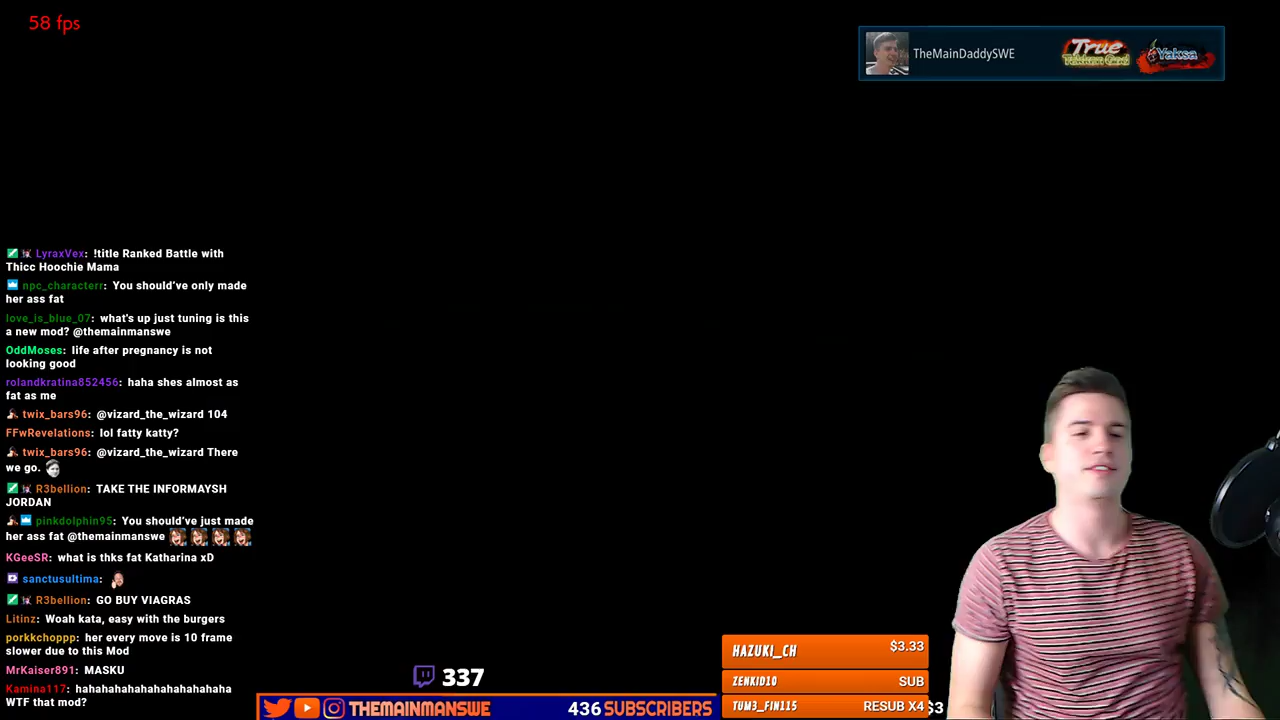 58 fps
TheMainDaddySWE
True
Tekken God
Yaksa
LyraxVex: !title Ranked Battle with
Thicc Hoochie Mama
npc_characterr: You should've only made
her ass fat
love_is_blue_07: what's up just tuning is this
a new mod? @themainmanswe
OddMoses: life after pregnancy is not
looking good
rolandkratina852456: haha shes almost as
fat as me
twix_bars96: @vizard_the_wizard 104
FFwRevelations: lol fatty katty?
twix_bars96: @vizard_the_wizard There
we go.
R3bellion: TAKE THE INFORMAYSH
JORDAN
pinkdolphin95: You should've just made
her ass fat @themainmanswe
KGeeSR: what is thks fat Katharina xD
sanctusultima:
R3bellion: GO BUY VIAGRAS
Litinz: Woah kata, easy with the burgers
porkkchoppp: her every move is 10 frame
slower due to this Mod
MrKaiser891: MASKU
Kamina117: hahahahahahahahahahaha
WTF that mod?
337
THEMAINMANSWE
436 SUBSCRIBERS
HAZUKI_CH $3.33
ZENKID10 SUB
TUM3_FIN115 RESUB X4
$3